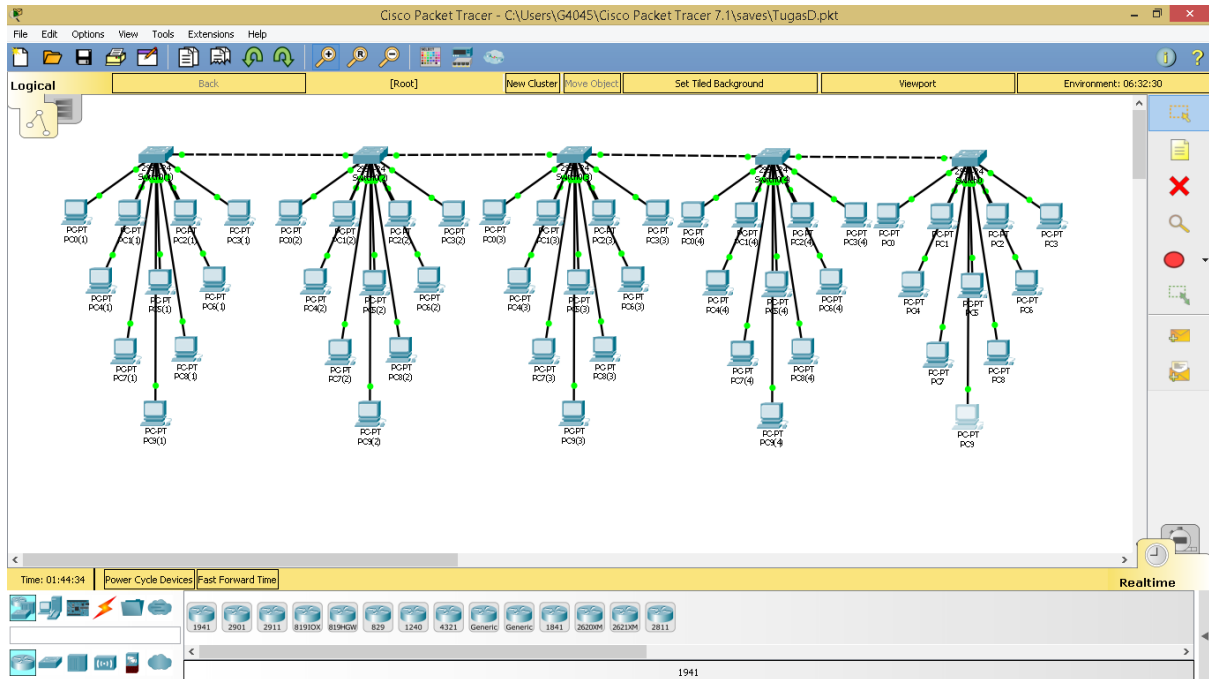 Cisco Packet Tracer - C:\Users\G4045\Cisco Packet Tracer 7.1\saves\TugasD.pkt
File Edit Options View Tools Extensions Help
Logical Back [Root] New Cluster Move Object Set Tiled Background Viewport Environment: 06:32:30
PC-PT PC0(1)
PC-PT PC1(1)
PC-PT PC2(1)
PC-PT PC3(1)
PC-PT PC0(2)
PC-PT PC1(2)
PC-PT PC2(2)
PC-PT PC3(2)
PC-PT PC0(3)
PC-PT PC1(3)
PC-PT PC2(3)
PC-PT PC3(3)
PC-PT PC0(4)
PC-PT PC1(4)
PC-PT PC2(4)
PC-PT PC3(4)
PC-PT PC0
PC-PT PC1
PC-PT PC2
PC-PT PC3
PC-PT PC4(1)
PC-PT PC5(1)
PC-PT PC6(1)
PC-PT PC4(2)
PC-PT PC5(2)
PC-PT PC6(2)
PC-PT PC4(3)
PC-PT PC5(3)
PC-PT PC6(3)
PC-PT PC4(4)
PC-PT PC5(4)
PC-PT PC6(4)
PC-PT PC4
PC-PT PC5
PC-PT PC6
PC-PT PC7(1)
PC-PT PC8(1)
PC-PT PC7(2)
PC-PT PC8(2)
PC-PT PC7(3)
PC-PT PC8(3)
PC-PT PC7(4)
PC-PT PC8(4)
PC-PT PC7
PC-PT PC8
PC-PT PC9(1)
PC-PT PC9(2)
PC-PT PC9(3)
PC-PT PC9(4)
PC-PT PC9
Time: 01:44:34 Power Cycle Devices Fast Forward Time Realtime
1941 2901 2911 819IOX 819HGW 829 1240 4321 Generic Generic 1841 2620XM 2621XM 2811
1941